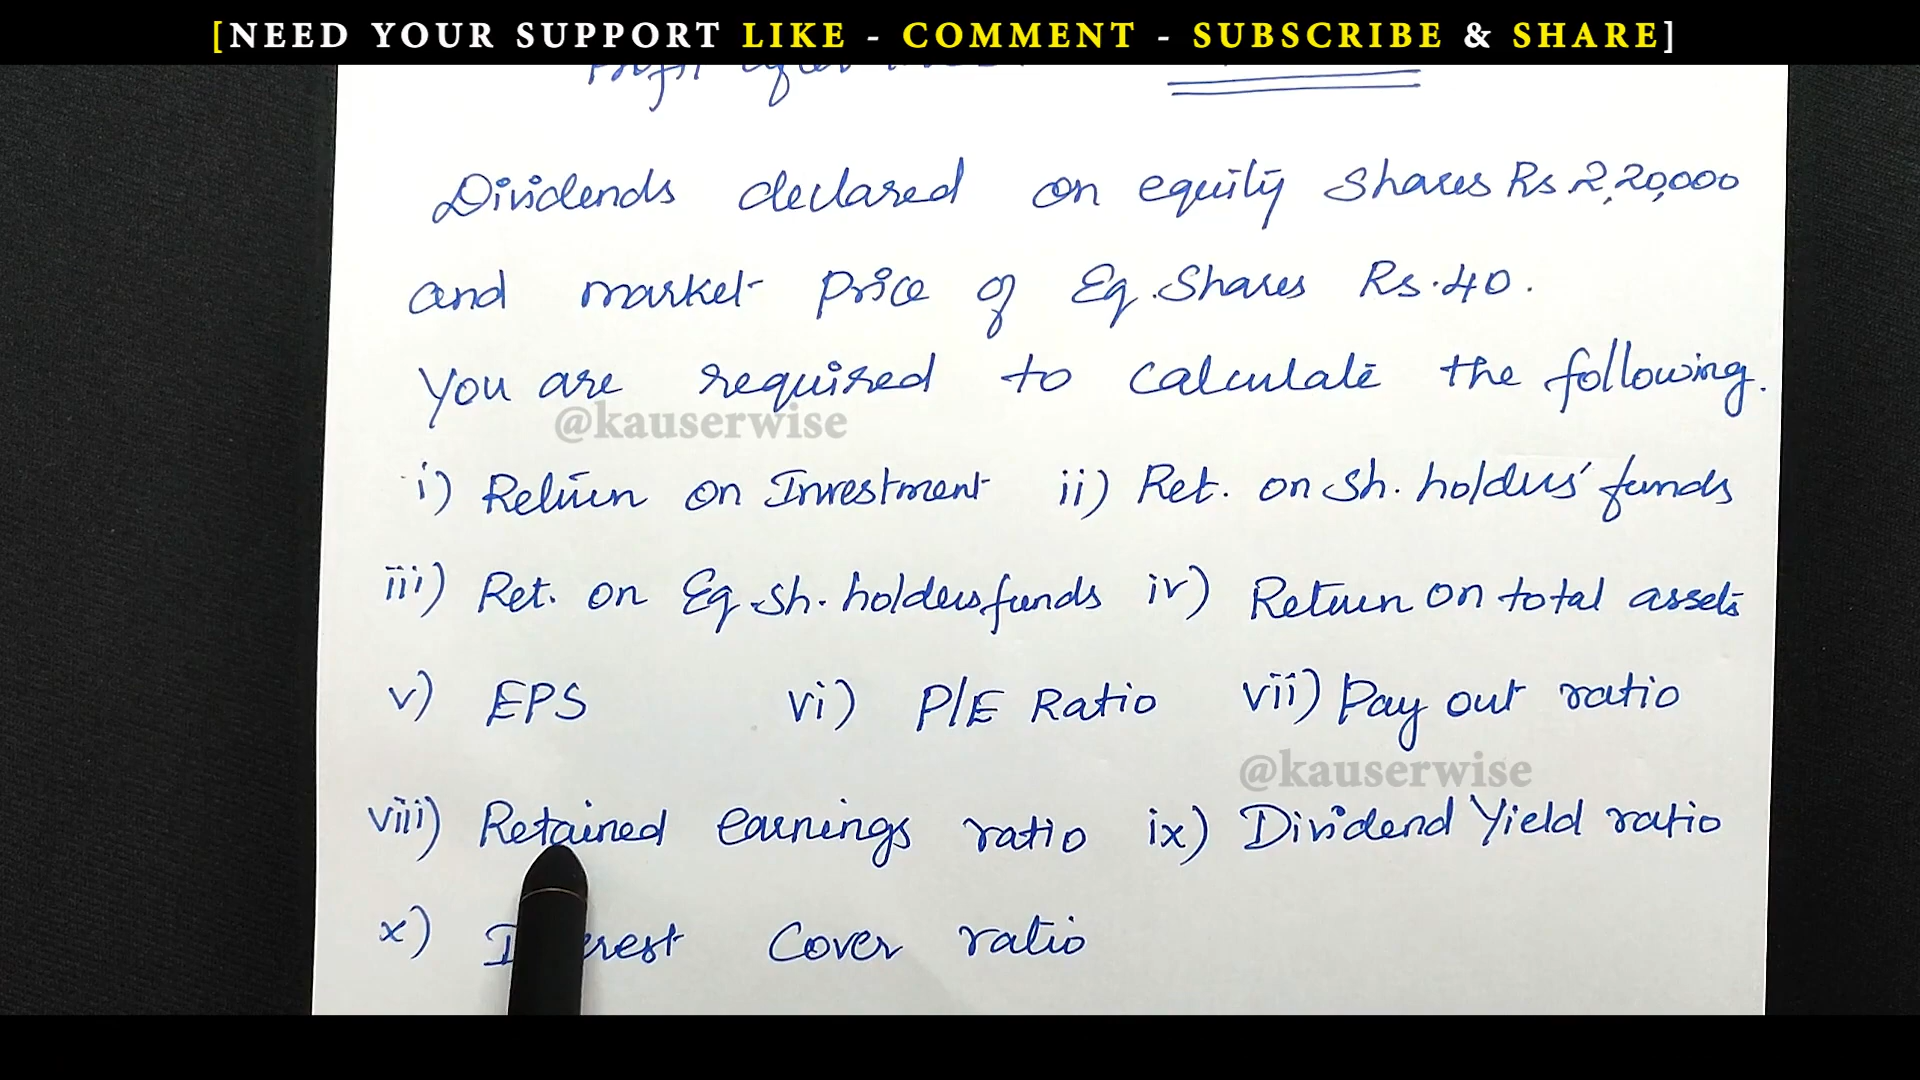 [NEED YOUR SUPPORT LIKE - COMMENT - SUBSCRIBE & SHARE]
Dividends declared on equity Shares Rs 2,20,000
and market Price of Eq. Shares Rs. 40.
You are required to calculate the following.
@kauserwise
i) Return on Investment ii) Ret. on Sh. holders' funds
iii) Ret. on Eq. Sh. holders funds iv) Return on total assets
v) EPS vi) P/E Ratio vii) Pay out ratio
@kauserwise
viii) Retained earnings ratio ix) Dividend Yield ratio
x) Cover ratio